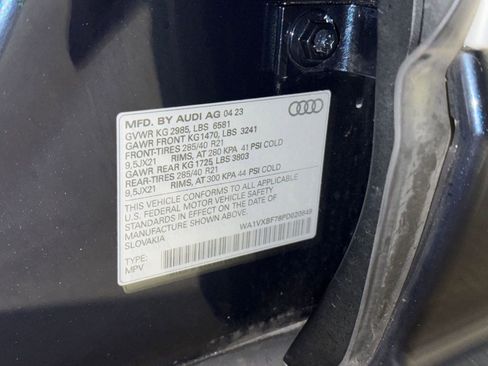 MFD. BY AUDI AG 04 23
GVWR KG 2985, LBS 6581
GAWR FRONT KG1470, LBS 3241
FRONT-TIRES 285/40 R21
9,5JX21 RIMS, AT 280 KPA 41 PSI COLD
GAWR REAR KG 1725 LBS 3803
REAR-TIRES 285/40 R21
9,5JX21 RIMS, AT 300 KPA 44 PSI COLD
THIS VEHICLE CONFORMS TO ALL APPLICABLE
U.S. FEDERAL MOTOR VEHICLE SAFETY
STANDARDS IN EFFECT ON THE DATE OF
MANUFACTURE SHOWN ABOVE.
SLOVAKIA WA1VXBF78PD020849
TYPE:
MPV